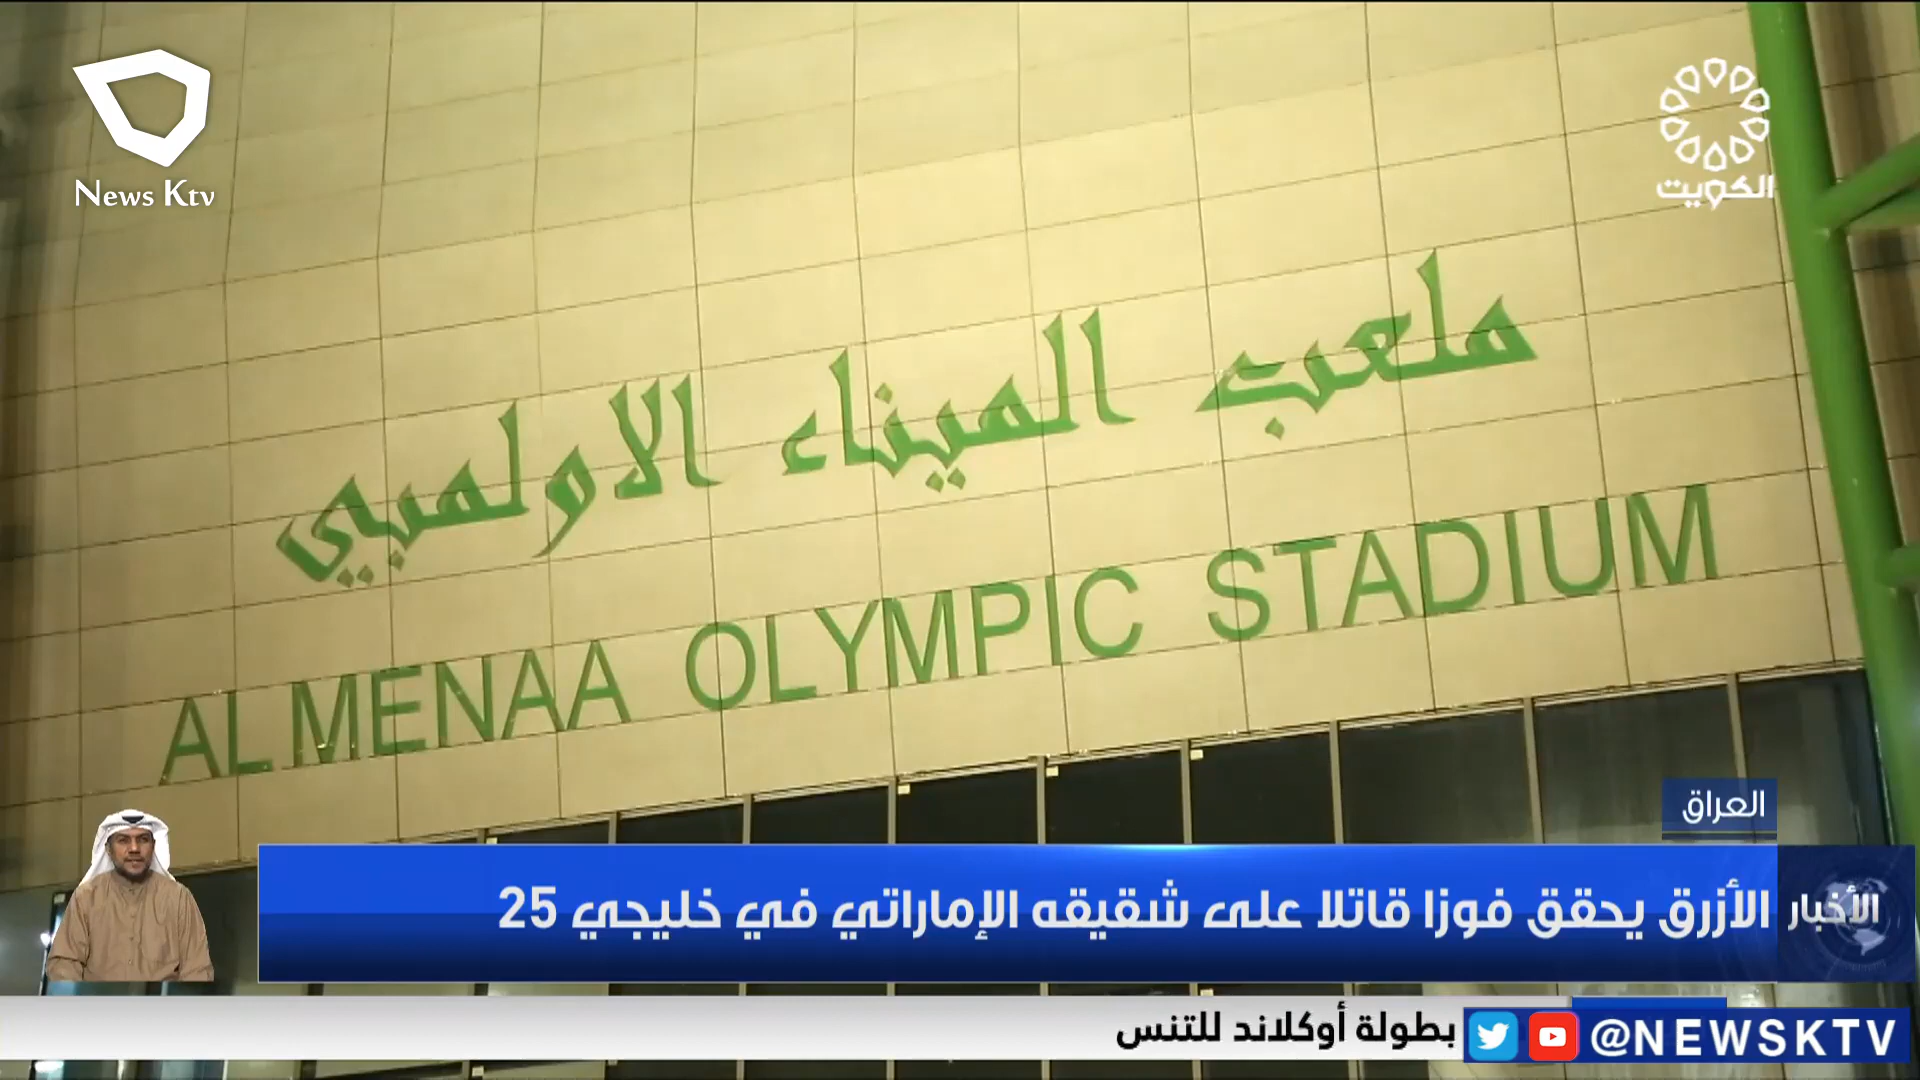 News Ktv
الكويت
ملعب الميناء الاولمبي
AL MENAA OLYMPIC STADIUM
العراق
الأخبار
الأزرق يحقق فوزا قاتلا على شقيقه الإماراتي في خليجي 25
بطولة أوكلاند للتنس
@NEWSKTV